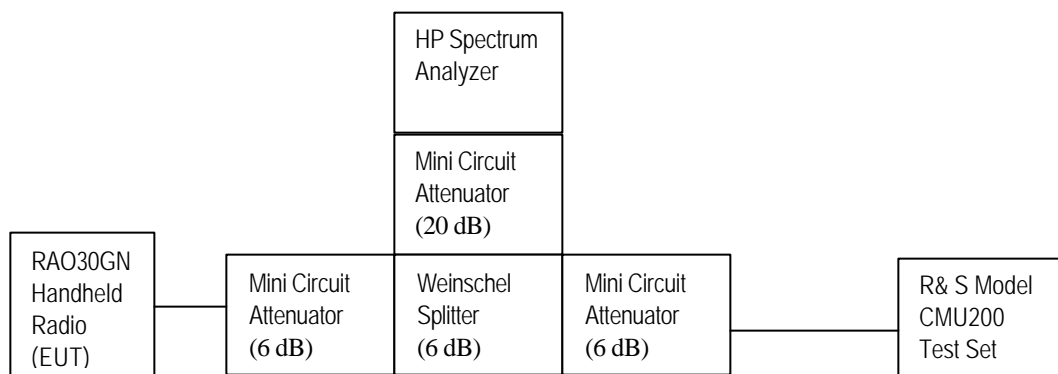 HP Spectrum
Analyzer
Mini Circuit
Attenuator
(20 dB)
RAO30GN
Handheld
Radio
(EUT)
Mini Circuit
Attenuator
(6 dB)
Weinschel
Splitter
(6 dB)
Mini Circuit
Attenuator
(6 dB)
R& S Model
CMU200
Test Set